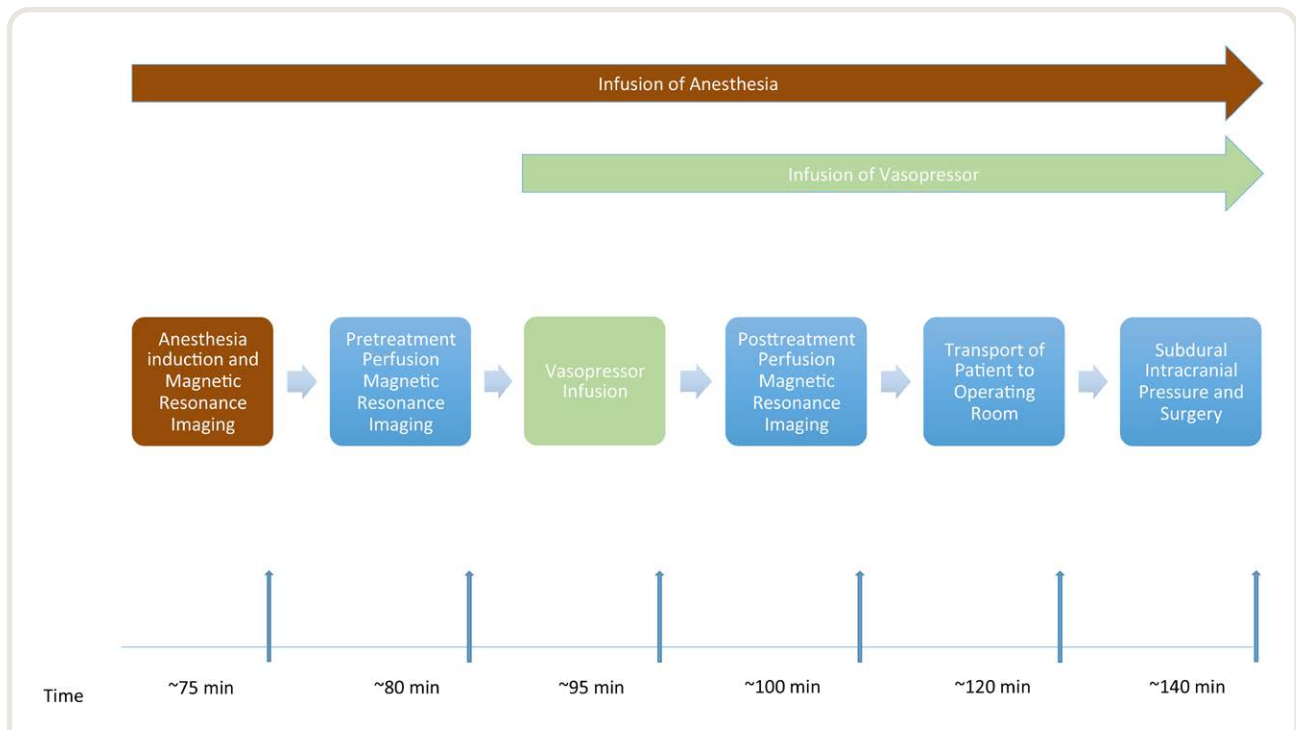 Infusion of Anesthesia
Infusion of Vasopressor
Anesthesia
induction and
Magnetic
Resonance
Imaging
Pretreatment
Perfusion
Magnetic
Resonance
Imaging
Vasopressor
Infusion
Posttreatment
Perfusion
Magnetic
Resonance
Imaging
Transport of
Patient to
Operating
Room
Subdural
Intracranial
Pressure and
Surgery
Time
~75 min
~80 min
~95 min
~100 min
~120 min
~140 min